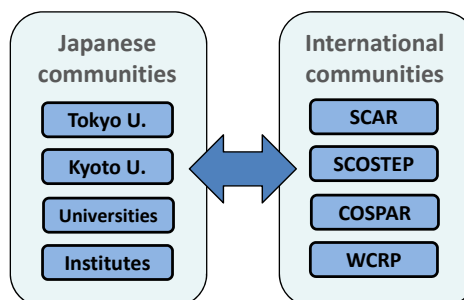 Japanese
communities
Tokyo U.
Kyoto U.
Universities
Institutes
International
communities
SCAR
SCOSTEP
COSPAR
WCRP